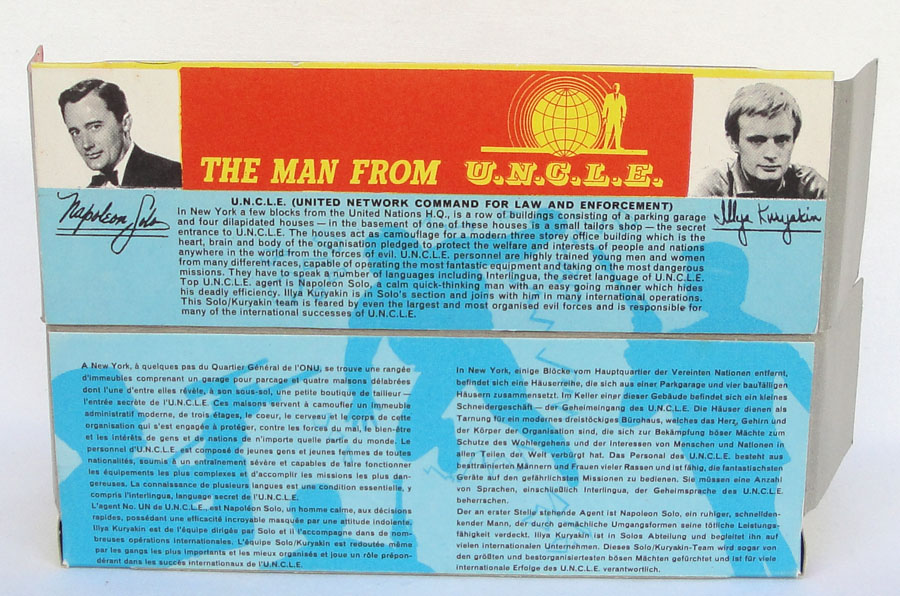 THE MAN FROM U.N.C.L.E.
Napoleon Solo
Illya Kuryakin
U.N.C.L.E. (UNITED NETWORK COMMAND FOR LAW AND ENFORCEMENT)
In New York a few blocks from the United Nations H.Q., is a row of buildings consisting of a parking garage
and four dilapidated houses — in the basement of one of these houses is a small tailors shop — the secret
entrance to U.N.C.L.E. The houses act as camouflage for a modern three storey office building which is the
heart, brain and body of the organisation pledged to protect the welfare and interests of people and nations
anywhere in the world from the forces of evil. U.N.C.L.E. personnel are highly trained young men and women
from many different races, capable of operating the most fantastic equipment and taking on the most dangerous
missions. They have to speak a number of languages including Interlingua, the secret language of U.N.C.L.E.
Top U.N.C.L.E. agent is Napoleon Solo, a calm quick-thinking man with an easy going manner which hides
his deadly efficiency. Illya Kuryakin is in Solo's section and joins with him in many international operations.
This Solo/Kuryakin team is feared by even the largest and most organised evil forces and is responsible for
many of the international successes of U.N.C.L.E.
A New York, à quelques pas du Quartier Général de l'ONU, se trouve une rangée
d'immeubles comprenant un garage pour parcage et quatre maisons délabrées
dont l'une d'entre elles révèle, à son sous-sol, une petite boutique de tailleur —
l'entrée secrète de l'U.N.C.L.E. Ces maisons servent à camoufler un immeuble
administratif moderne, de trois étages, le coeur, le cerveau et le corps de cette
organisation qui s'est engagée à protéger, contre les forces du mal, le bien-être
et les intérêts de gens et de nations de n'importe quelle partie du monde. Le
personnel d'U.N.C.L.E. est composé de jeunes gens et jeunes femmes de toutes
nationalités, soumis à un entraînement sévère et capables de faire fonctionner
les équipements les plus complexes et d'accomplir les missions les plus dan-
gereuses. La connaissance de plusieurs langues est une condition essentielle, y
compris l'Interlingua, language secret de l'U.N.C.L.E.
L'agent No. UN de U.N.C.L.E., est Napoléon Solo, un homme calme, aux décisions
rapides, possédant une efficacité incroyable masquée par une attitude indolente,
Illya Kuryakin est de l'équipe dirigée par Solo et il l'accompagne dans de nom-
breuses opérations internationales. L'équipe Solo/Kuryakin est redoutée même
par les gangs les plus importants et les mieux organisés et joue un rôle prépon-
dérant dans les succès internationaux de l'U.N.C.L.E.
In New York, einige Blöcke vom Hauptquartier der Vereinten Nationen entfernt,
befindet sich eine Häuserreihe, die sich aus einer Parkgarage und vier baufälligen
Häusern zusammensetzt. Im Keller einer dieser Gebäude befindet sich ein kleines
Schneidergeschäft — der Geheimeingang des U.N.C.L.E. Die Häuser dienen als
Tarnung für ein modernes dreistöckiges Bürohaus, welches das Herz, Gehirn und
der Körper der Organisation sind, die sich zur Bekämpfung böser Mächte zum
Schutze des Wohlergehens und der Interessen von Menschen und Nationen in
allen Teilen der Welt verbürgt hat. Das Personal des U.N.C.L.E. besteht aus
besttrainierten Männern und Frauen vieler Rassen und ist fähig, die fantastischsten
Geräte auf den gefährlichsten Missionen zu bedienen. Sie müssen eine Anzahl
von Sprachen, einschließlich Interlingua, der Geheimsprache des U.N.C.L.E.
beherrschen.
Der an erster Stelle stehende Agent ist Napoleon Solo, ein ruhiger, schnelldenk-
kender Mann, der durch gemächliche Umgangsformen seine tötliche Leistungs-
fähigkeit verdeckt. Illya Kuryakin ist in Solos Abteilung und begleitet ihn auf
vielen internationalen Unternehmen. Dieses Solo/Kuryakin-Team wird sogar von
den größten und bestorganisiertesten bösen Mächten gefürchtet und ist für viele
internationale Erfolge des U.N.C.L.E. verantwortlich.